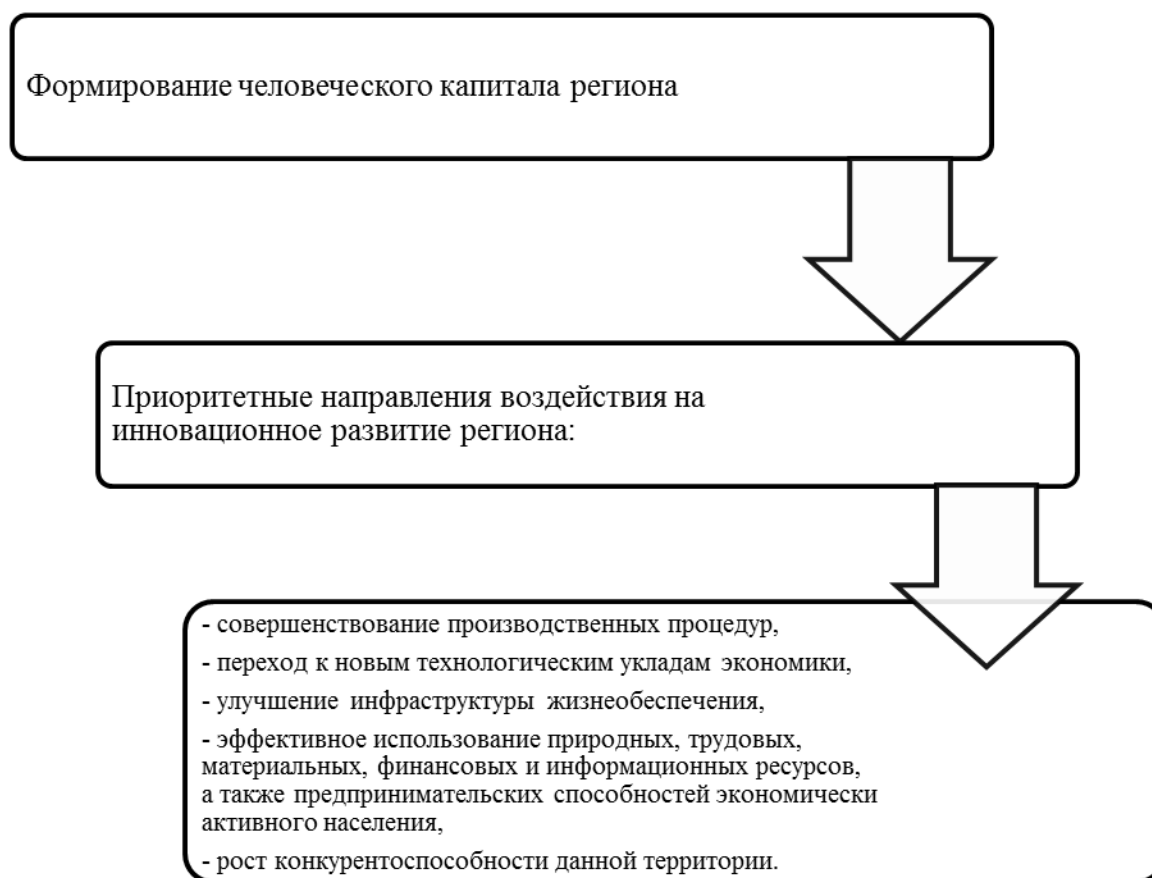 Формирование человеческого капитала региона
Приоритетные направления воздействия на
инновационное развитие региона:
- совершенствование производственных процедур,
- переход к новым технологическим укладам экономики,
- улучшение инфраструктуры жизнеобеспечения,
- эффективное использование природных, трудовых,
материальных, финансовых и информационных ресурсов,
а также предпринимательских способностей экономически
активного населения,
- рост конкурентоспособности данной территории.